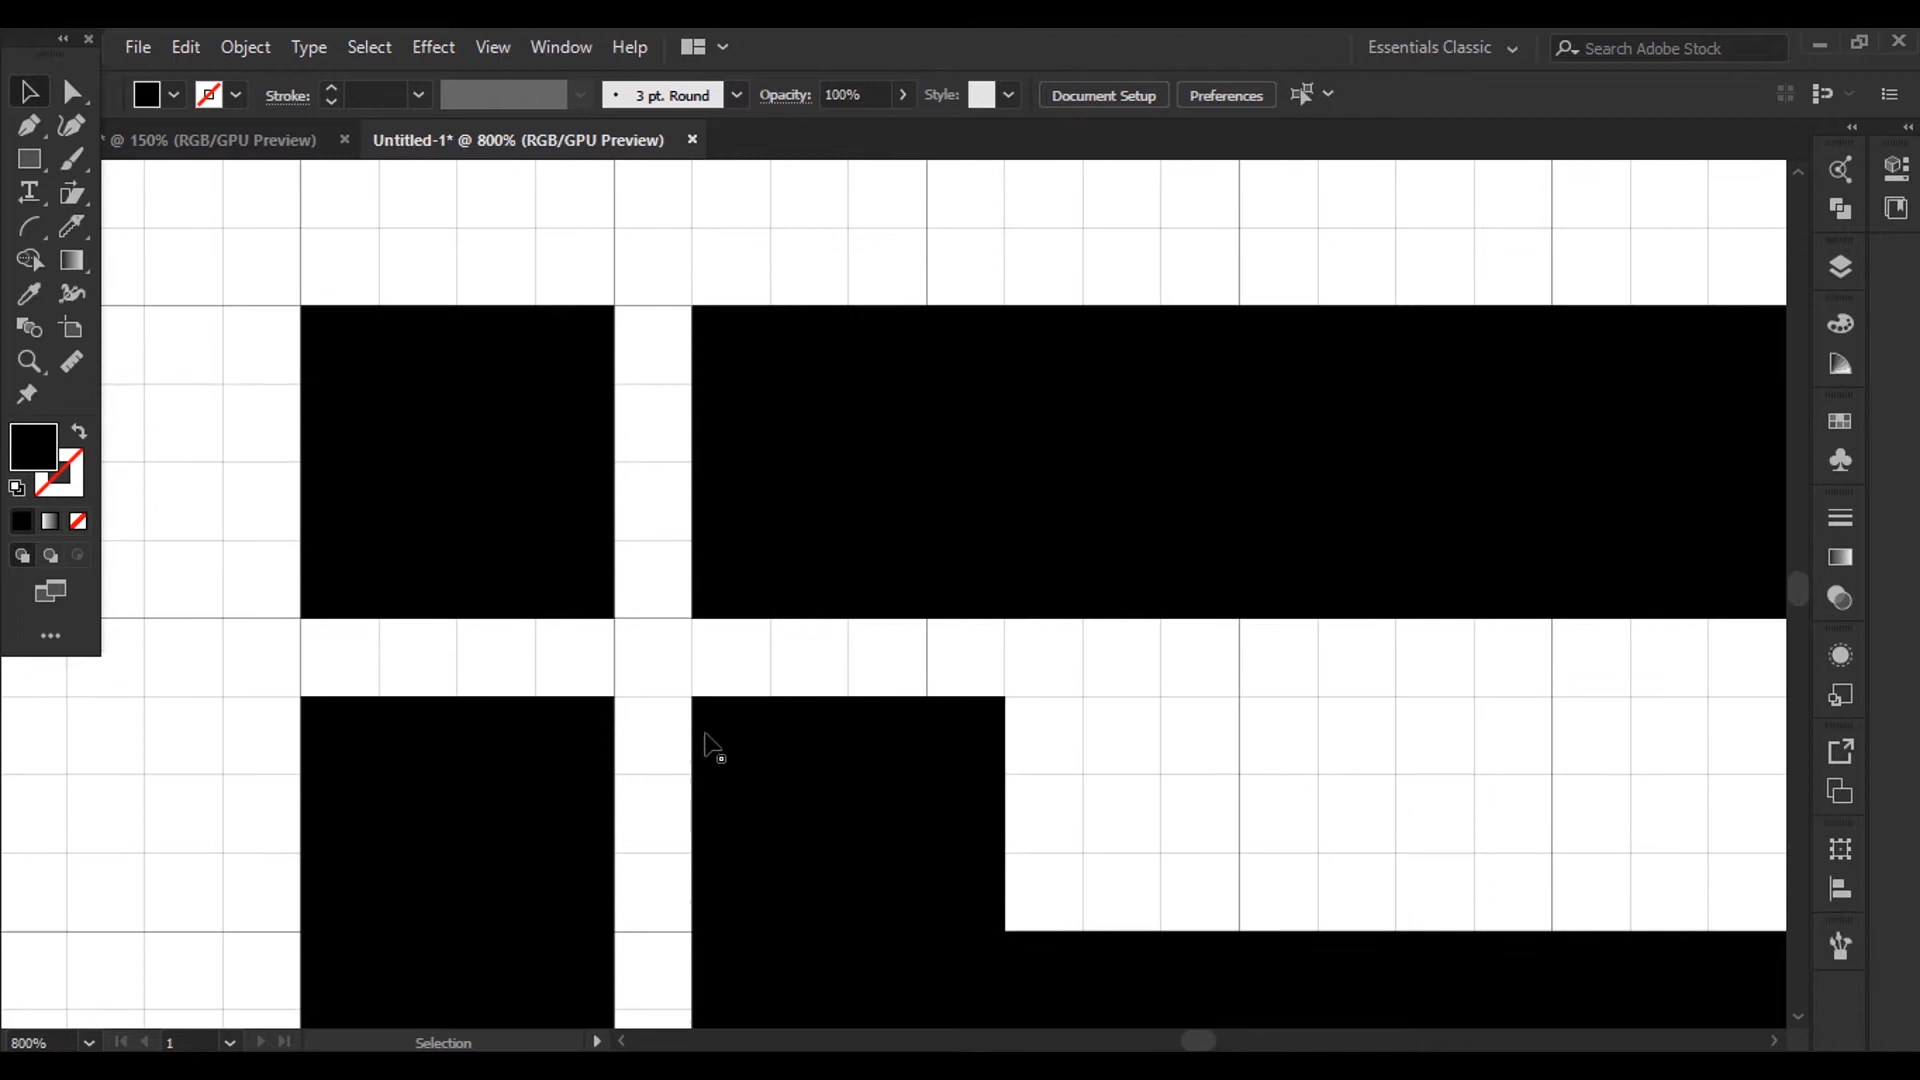 File Edit Object Type Select Effect View Window Help
Essentials Classic
Search Adobe Stock
Stroke:
3 pt. Round
Opacity: 100%
Style:
Document Setup
Preferences
* @ 150% (RGB/GPU Preview)
Untitled-1* @ 800% (RGB/GPU Preview)
800%
1
Selection